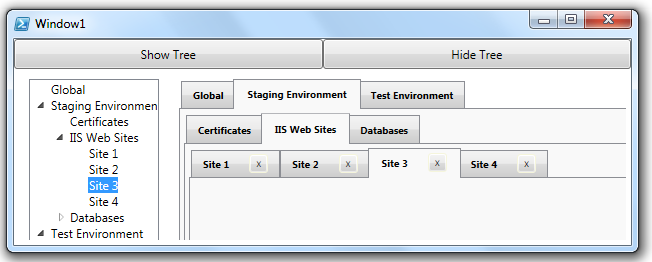 Window1
Show Tree Hide Tree
Global
Staging Environmen
Certificates
IIS Web Sites
Site 1
Site 2
Site 3
Site 4
Databases
Test Environment
Global Staging Environment Test Environment
Certificates IIS Web Sites Databases
Site 1 x Site 2 x Site 3 x Site 4 x